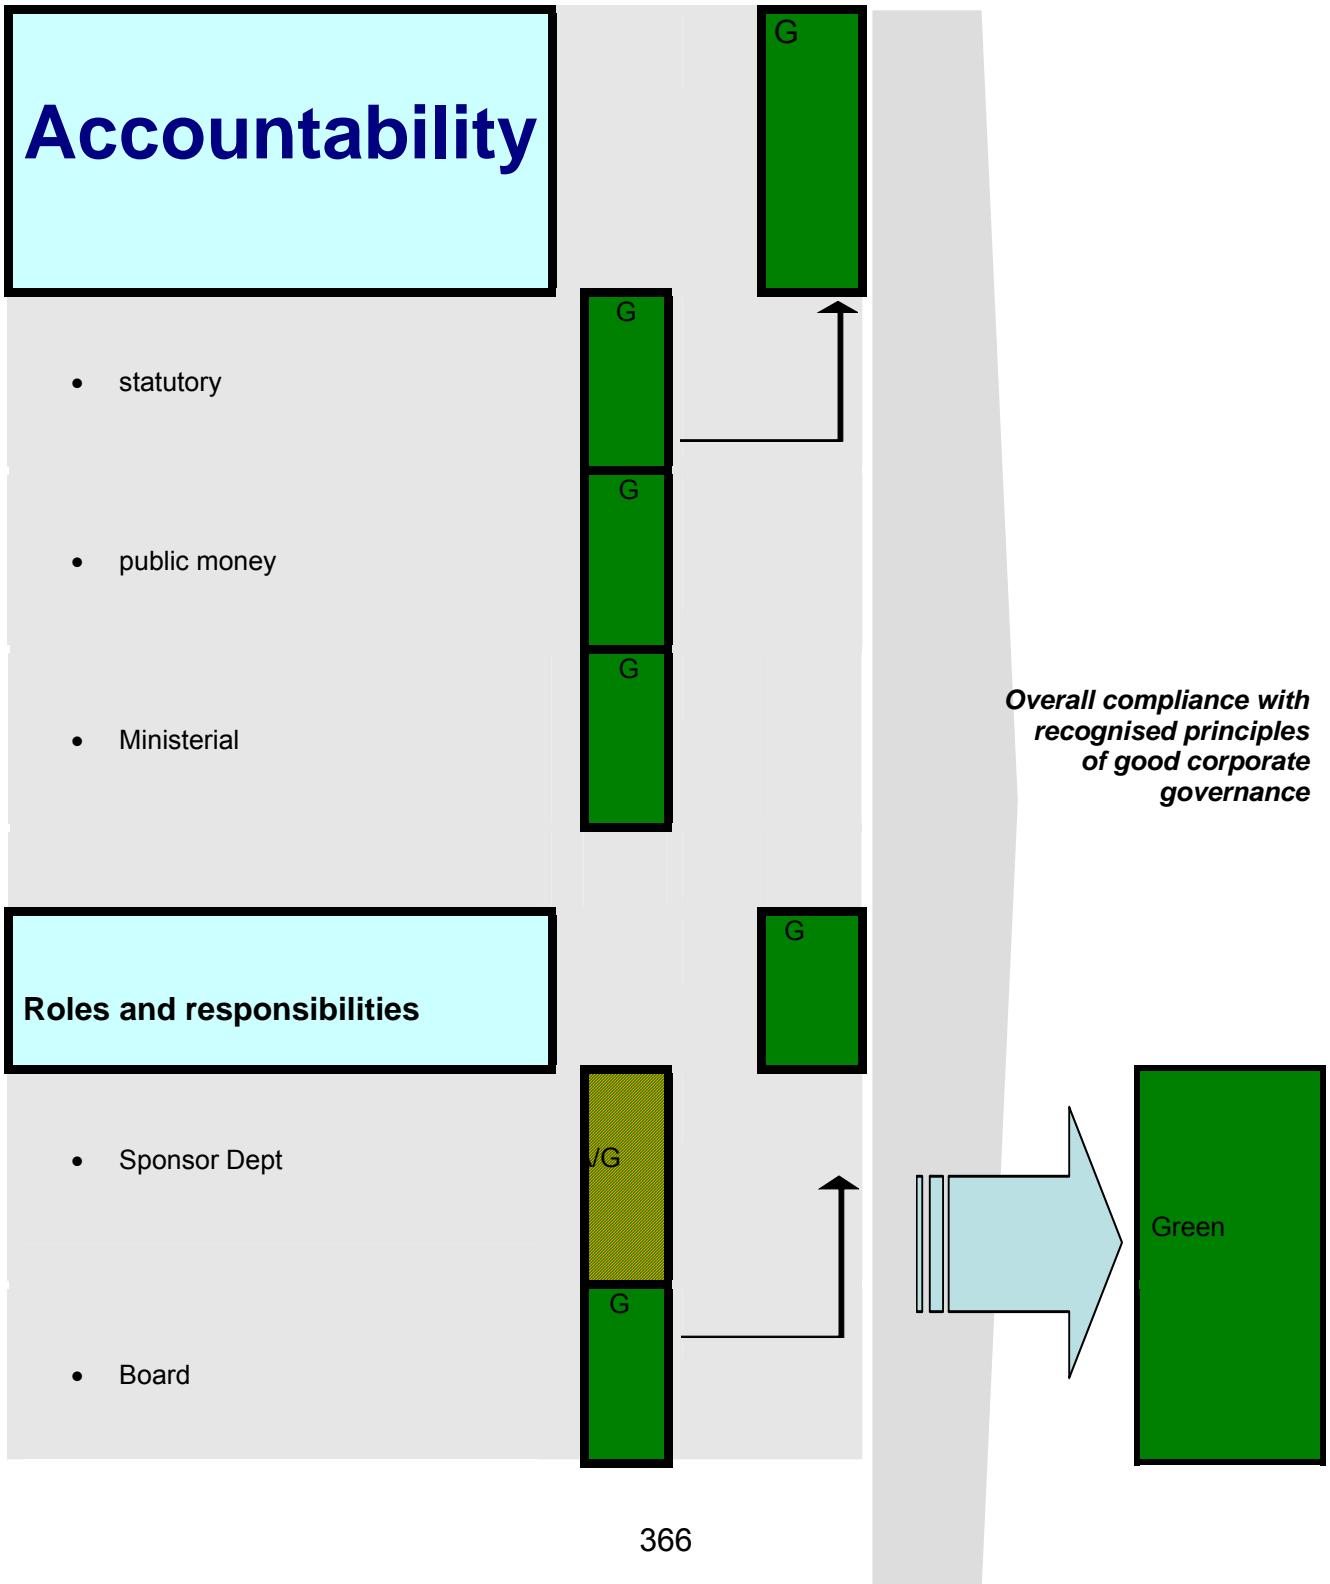 G
Accountability
G
• statutory
G
• public money
G
• Ministerial
Overall compliance with
recognised principles
of good corporate
governance
G
Roles and responsibilities
• Sponsor Dept
/G
Green
G
• Board
366